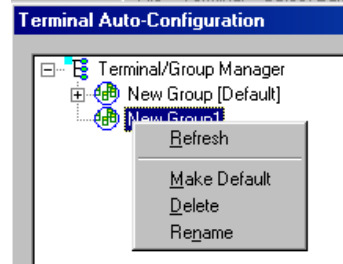 Terminal Auto-Configuration
Terminal/Group Manager
New Group [Default]
New Group1
Refresh
Make Default
Delete
Rename